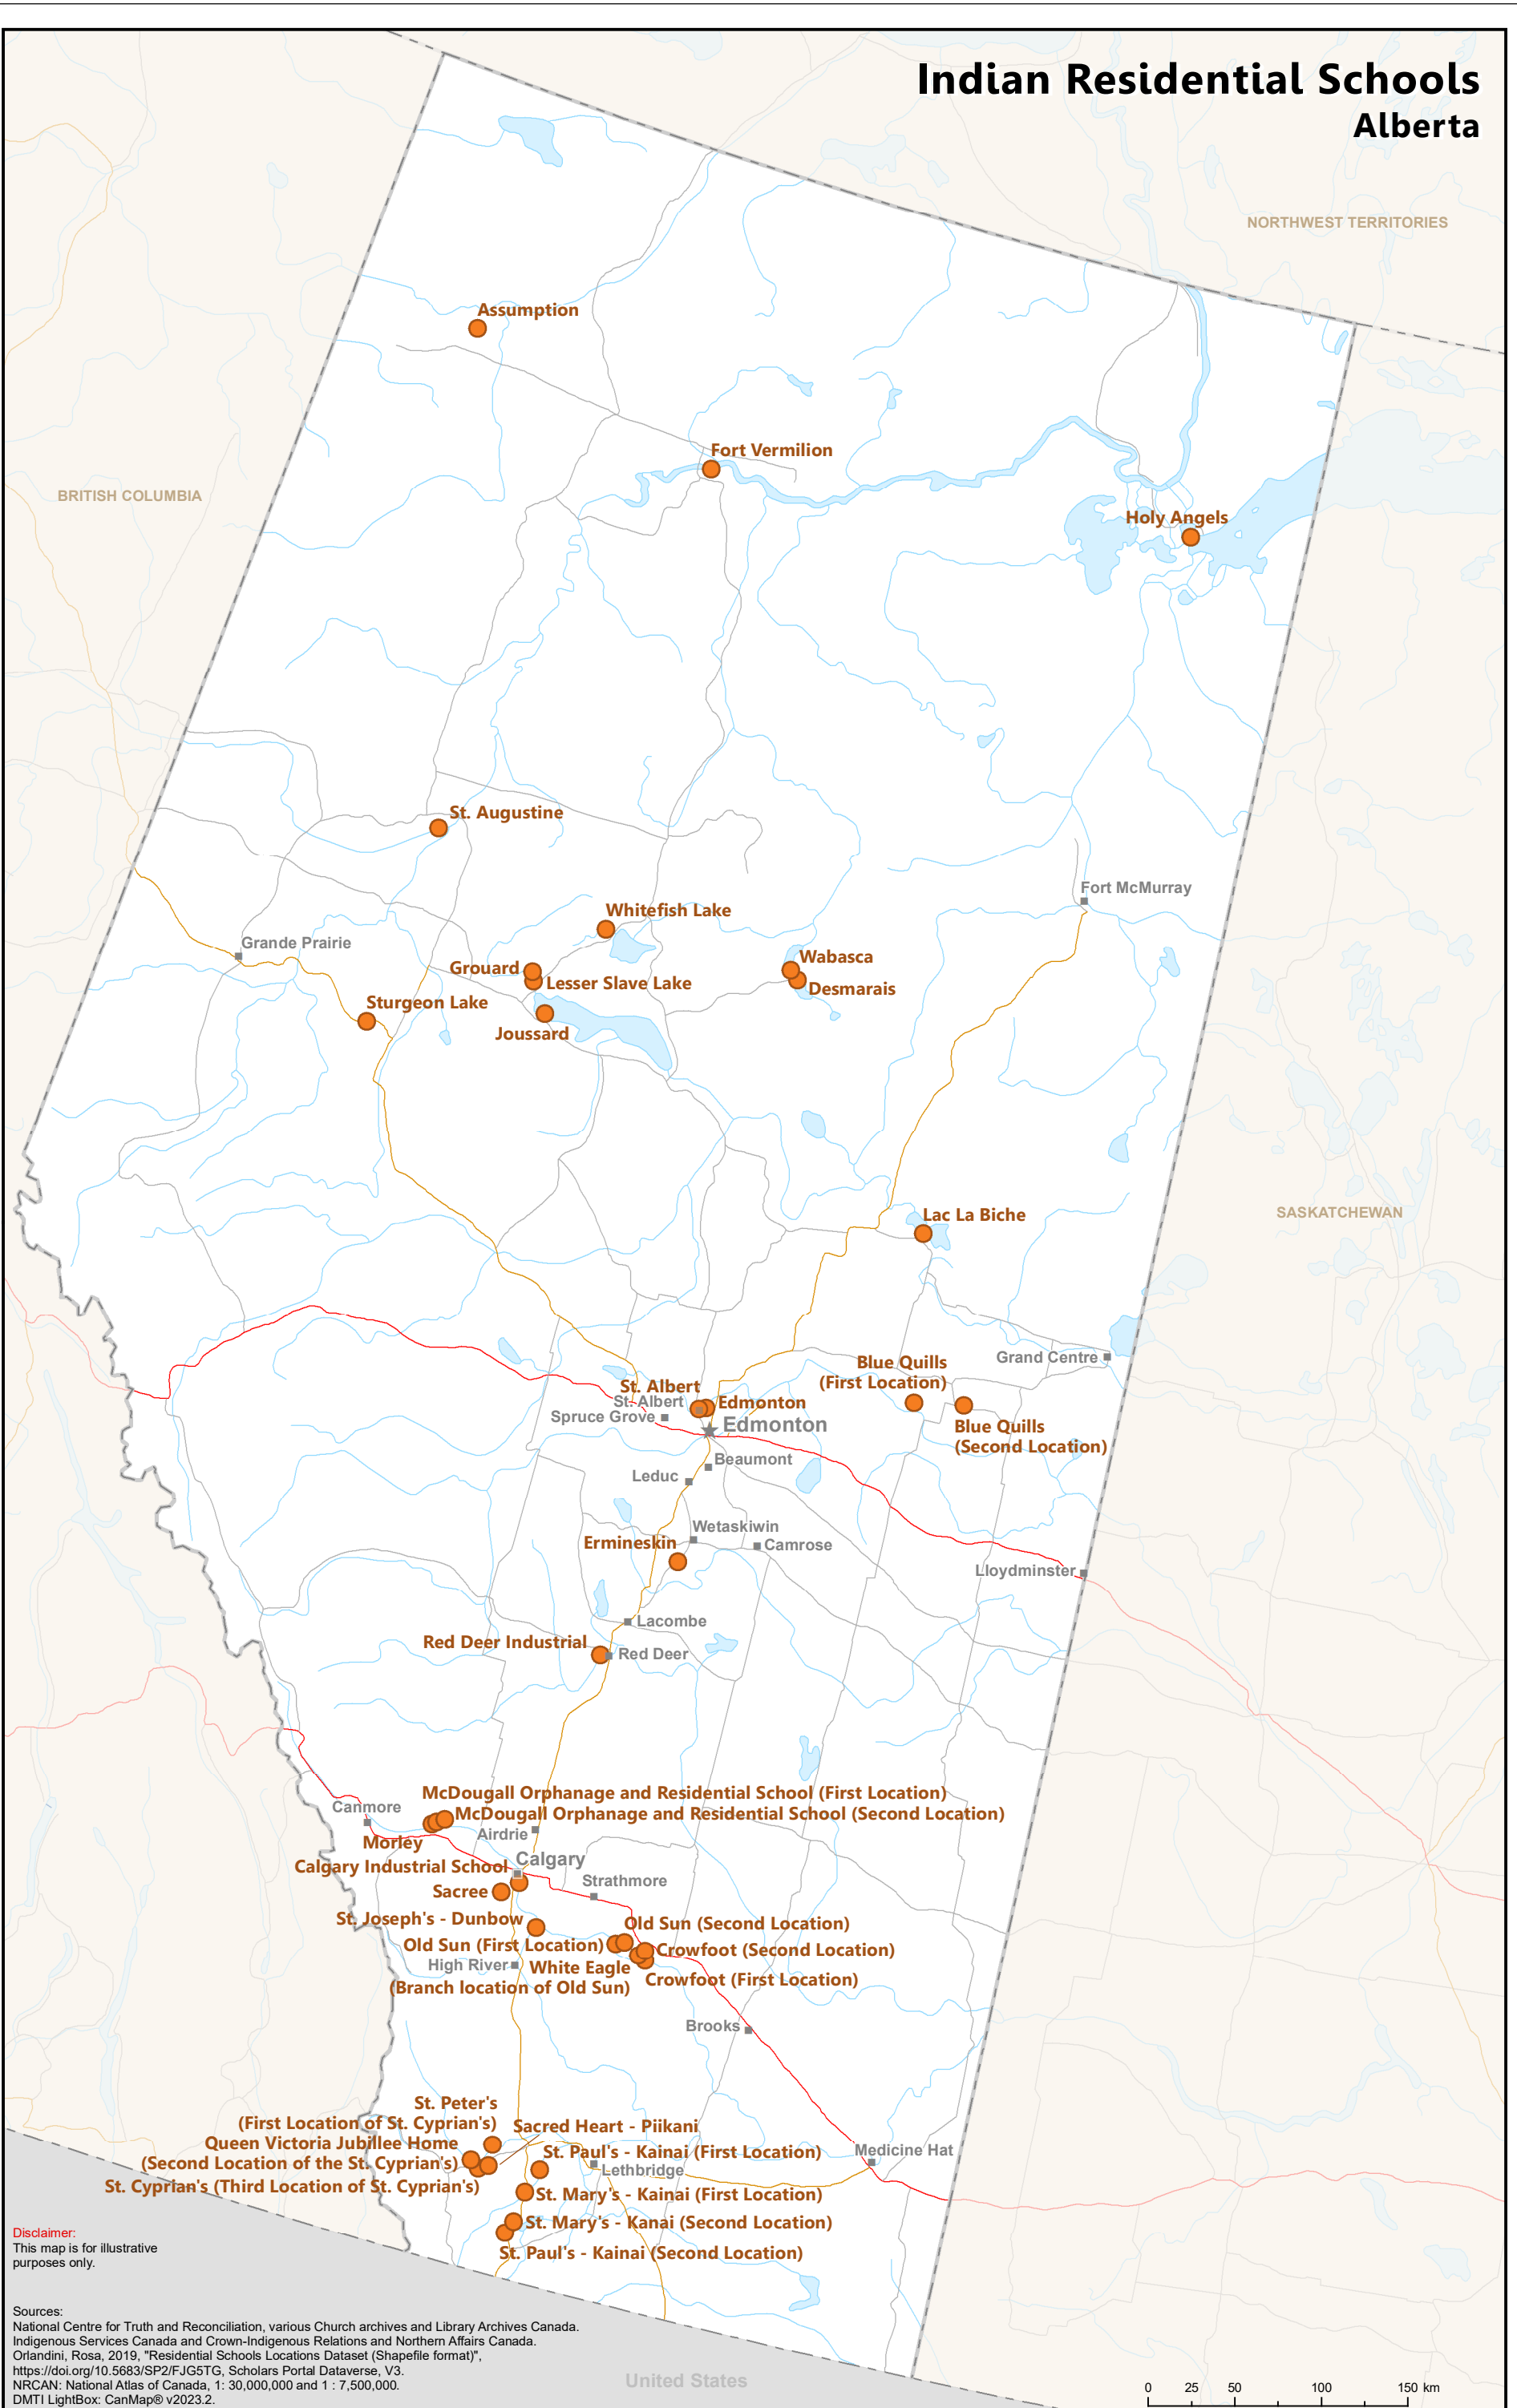 Indian Residential Schools
Alberta
NORTHWEST TERRITORIES
Assumption
Fort Vermilion
BRITISH COLUMBIA
Holy Angels
St. Augustine
Fort McMurray
Whitefish Lake
Grande Prairie
Wabasca
Grouard
Lesser Slave Lake
Desmarais
Sturgeon Lake
Joussard
Lac La Biche
SASKATCHEWAN
Grand Centre
Blue Quills
(First Location)
St. Albert
St. Albert
Edmonton
Spruce Grove
Edmonton
Blue Quills
(Second Location)
Beaumont
Leduc
Wetaskiwin
Ermineskin
Camrose
Lloydminster
Lacombe
Red Deer Industrial
Red Deer
McDougall Orphanage and Residential School (First Location)
Canmore
McDougall Orphanage and Residential School (Second Location)
Airdrie
Morley
Calgary
Calgary Industrial School
Strathmore
Sacree
St. Joseph's - Dunbow
Old Sun (Second Location)
Old Sun (First Location)
Crowfoot (Second Location)
High River
White Eagle
(Branch location of Old Sun)
Crowfoot (First Location)
Brooks
St. Peter's
(First Location of St. Cyprian's)
Sacred Heart - Piikani
Queen Victoria Jubillee Home
(Second Location of the St. Cyprian's)
St. Paul's - Kainai (First Location)
Medicine Hat
Lethbridge
St. Cyprian's (Third Location of St. Cyprian's)
St. Mary's - Kainai (First Location)
St. Mary's - Kanai (Second Location)
St. Paul's - Kainai (Second Location)
Disclaimer:
This map is for illustrative
purposes only.
Sources:
National Centre for Truth and Reconciliation, various Church archives and Library Archives Canada.
Indigenous Services Canada and Crown-Indigenous Relations and Northern Affairs Canada.
Orlandini, Rosa, 2019, "Residential Schools Locations Dataset (Shapefile format)",
https://doi.org/10.5683/SP2/FJG5TG, Scholars Portal Dataverse, V3.
NRCAN: National Atlas of Canada, 1: 30,000,000 and 1 : 7,500,000.
DMTI LightBox: CanMap® v2023.2.
United States
0 25 50 100 150 km